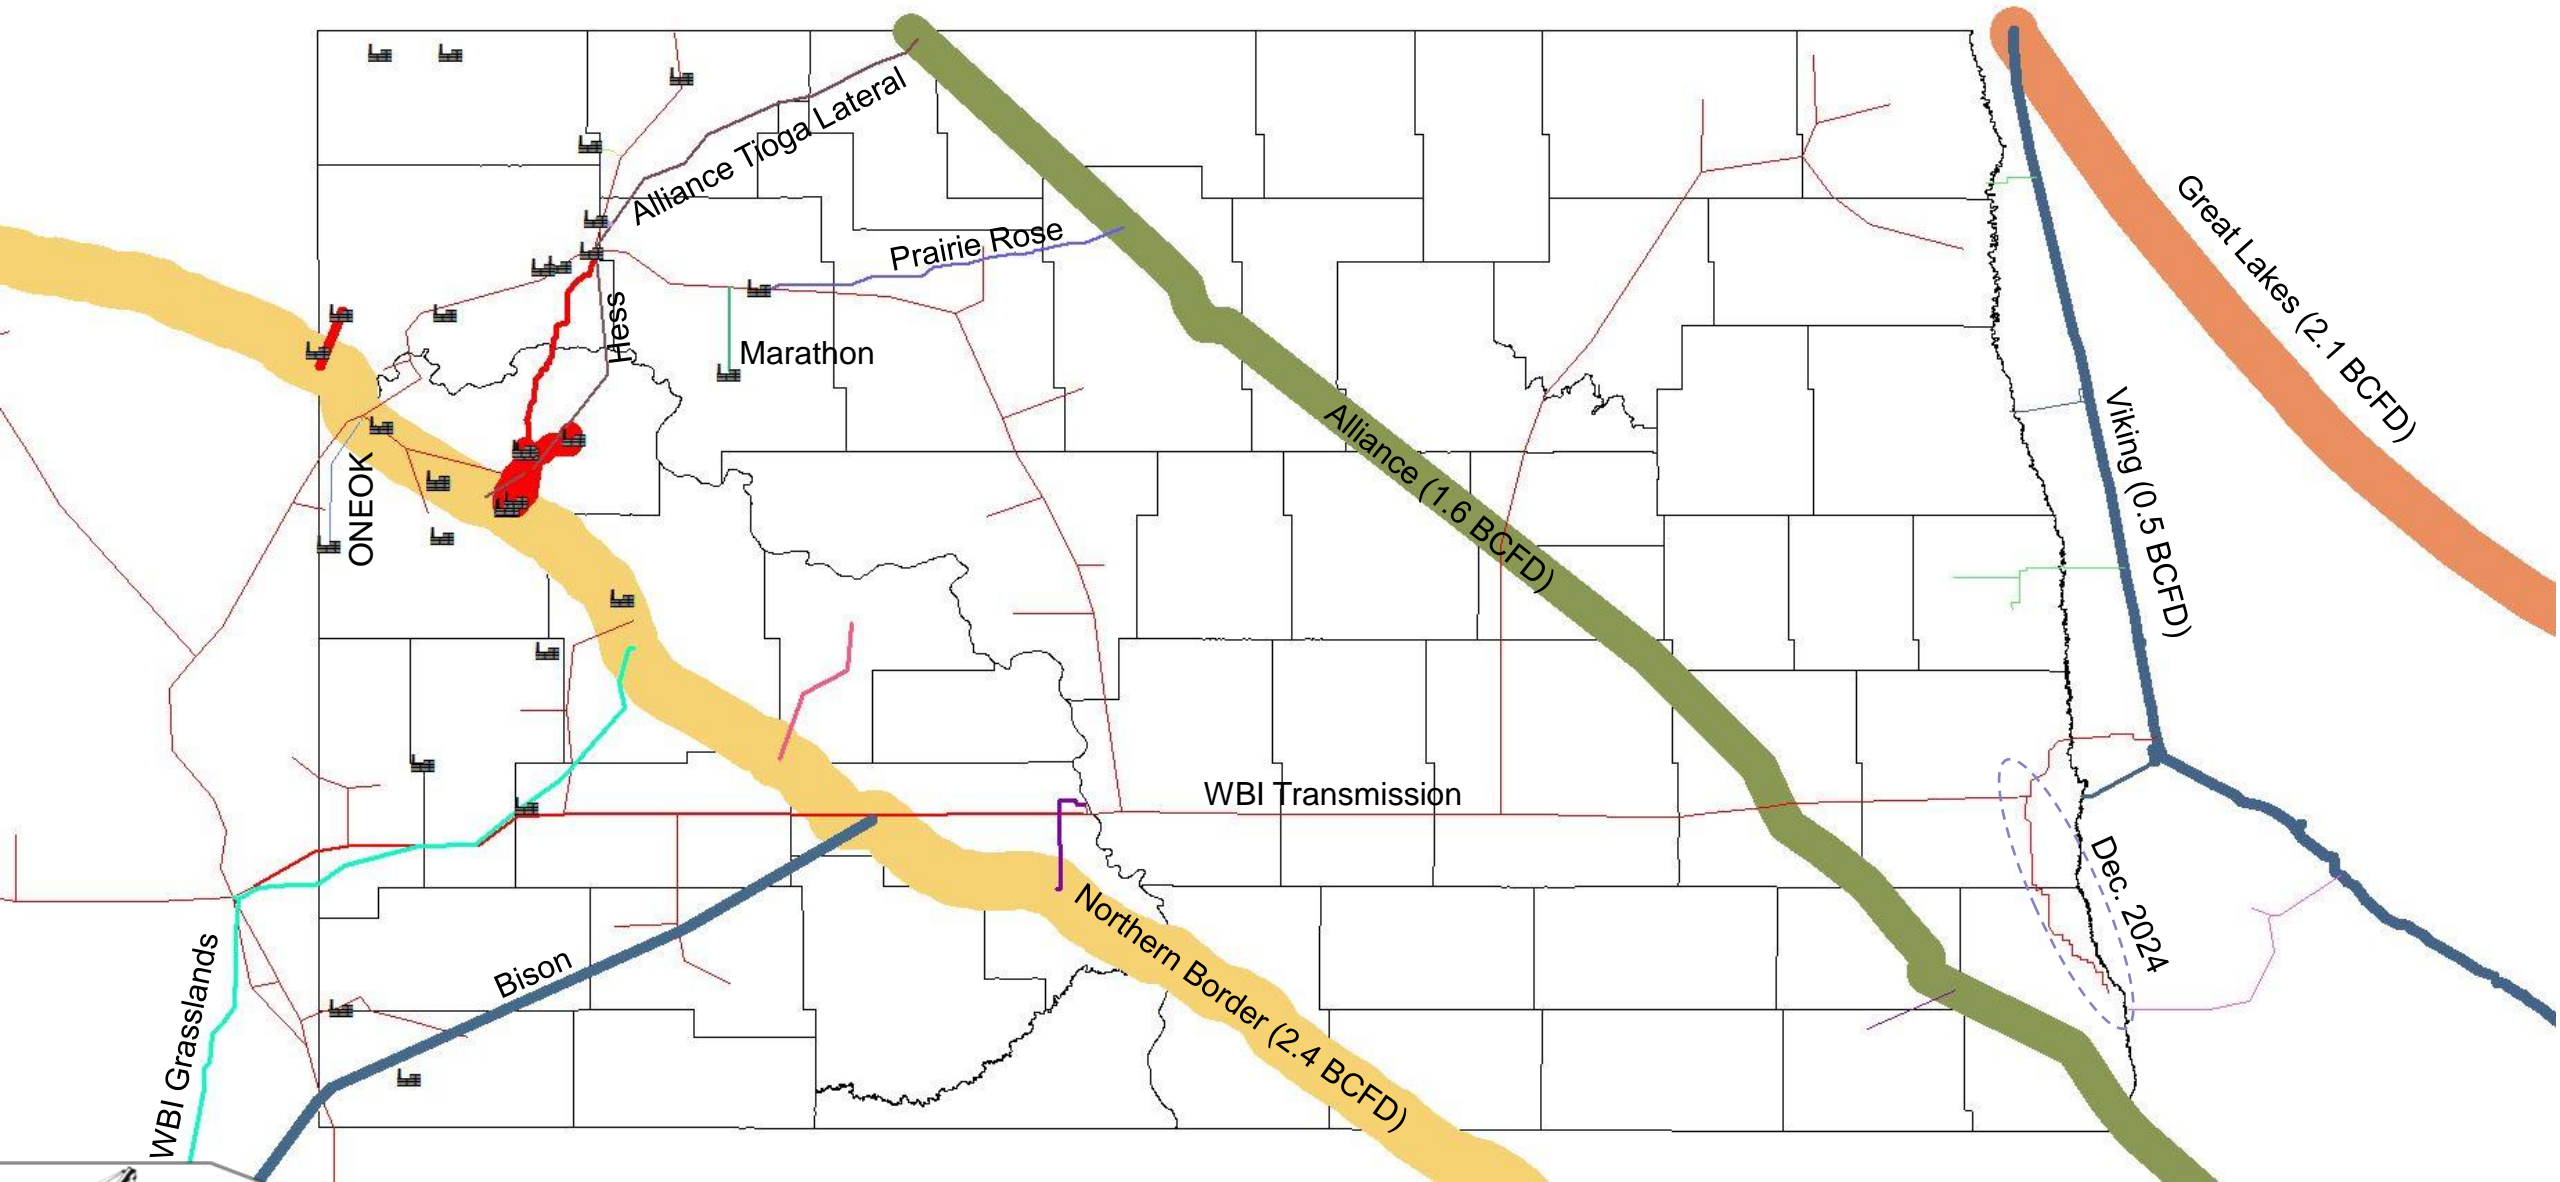 Alliance Tioga Lateral
Prairie Rose
Great Lakes (2.1 BCFD)
Hess
Marathon
Viking (0.5 BCFD)
Alliance (1.6 BCFD)
ONEOK
WBI Transmission
Dec. 2024
Northern Border (2.4 BCFD)
Bison
WBI Grasslands